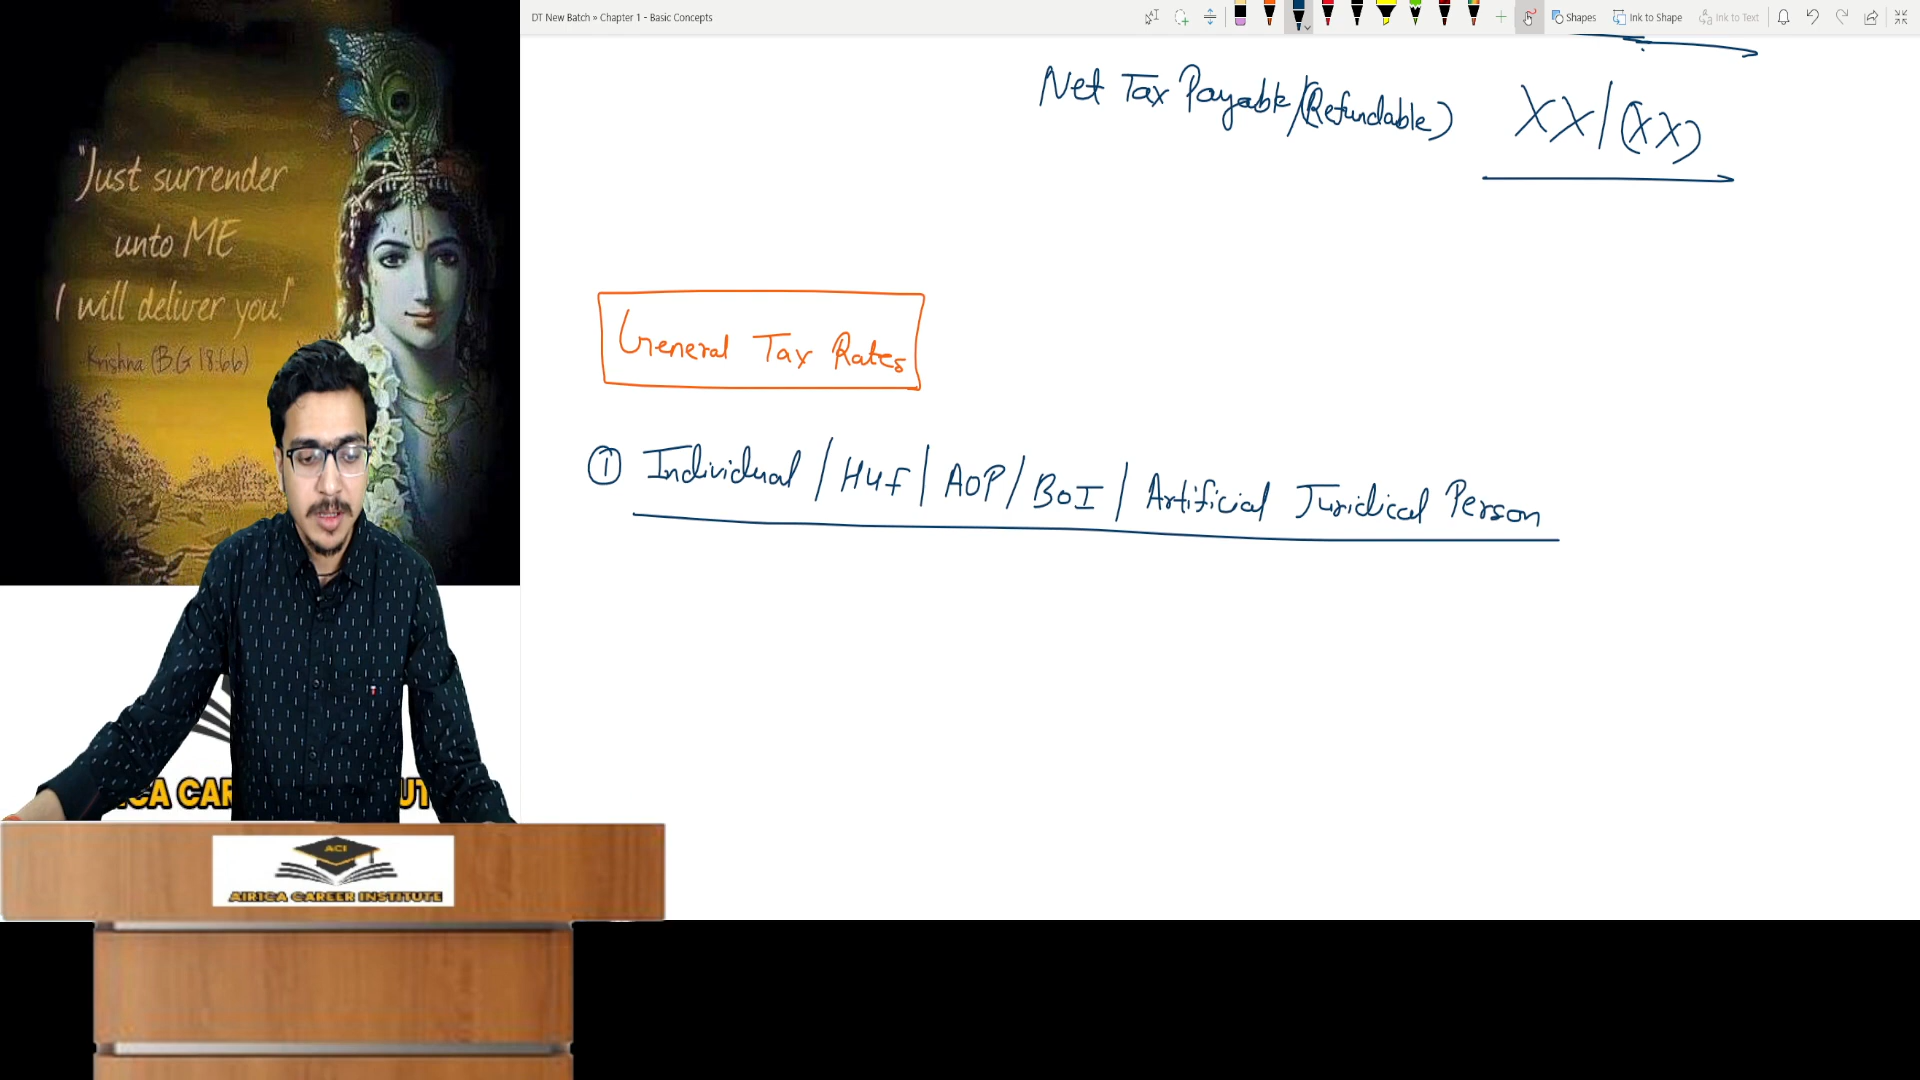 DT New Batch » Chapter 1 - Basic Concepts
Shapes
Ink to Shape
Ink to Text
Net Tax Payable/(Refundable) XX/(XX)
"Just surrender
unto ME
I will deliver you!"
-Krishna (B.G 18.66)
General Tax Rates
① Individual / HUF / AOP / BOI / Artificial Juridical Person
ACI
AIRICA CAREER INSTITUTE